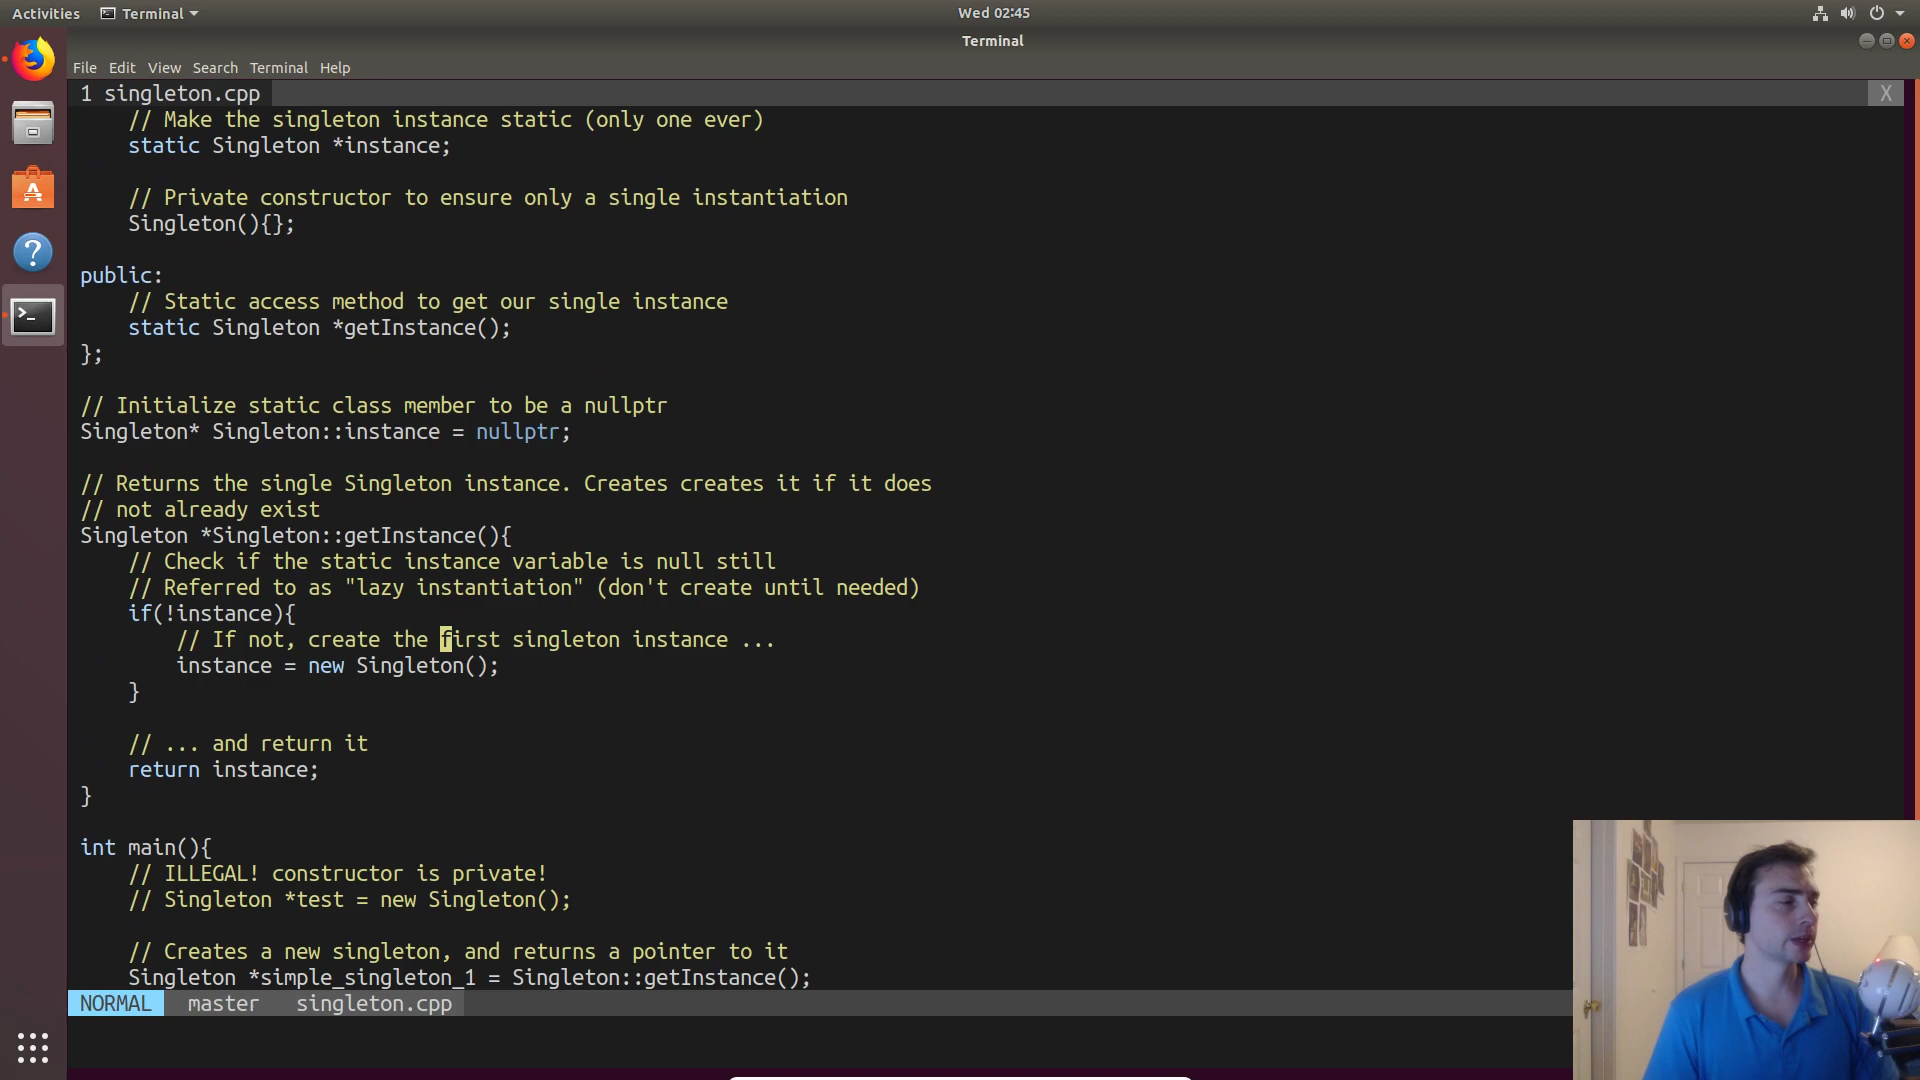 Activities Terminal Wed 02:45
Terminal
File Edit View Search Terminal Help
1 singleton.cpp X
// Make the singleton instance static (only one ever)
static Singleton *instance;
// Private constructor to ensure only a single instantiation
Singleton(){};
public:
// Static access method to get our single instance
static Singleton *getInstance();
};
// Initialize static class member to be a nullptr
Singleton* Singleton::instance = nullptr;
// Returns the single Singleton instance. Creates creates it if it does
// not already exist
Singleton *Singleton::getInstance(){
// Check if the static instance variable is null still
// Referred to as "lazy instantiation" (don't create until needed)
if(!instance){
// If not, create the first singleton instance ...
instance = new Singleton();
}
// ... and return it
return instance;
}
int main(){
// ILLEGAL! constructor is private!
// Singleton *test = new Singleton();
// Creates a new singleton, and returns a pointer to it
Singleton *simple_singleton_1 = Singleton::getInstance();
NORMAL master singleton.cpp